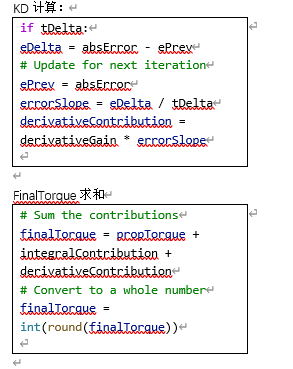 KD 计算：
if tDelta:
eDelta = absError - ePrev
# Update for next iteration
ePrev = absError
errorSlope = eDelta / tDelta
derivativeContribution =
derivativeGain * errorSlope
FinalTorque 求和
# Sum the contributions
finalTorque = propTorque +
integralContribution +
derivativeContribution
# Convert to a whole number
finalTorque =
int(round(finalTorque))